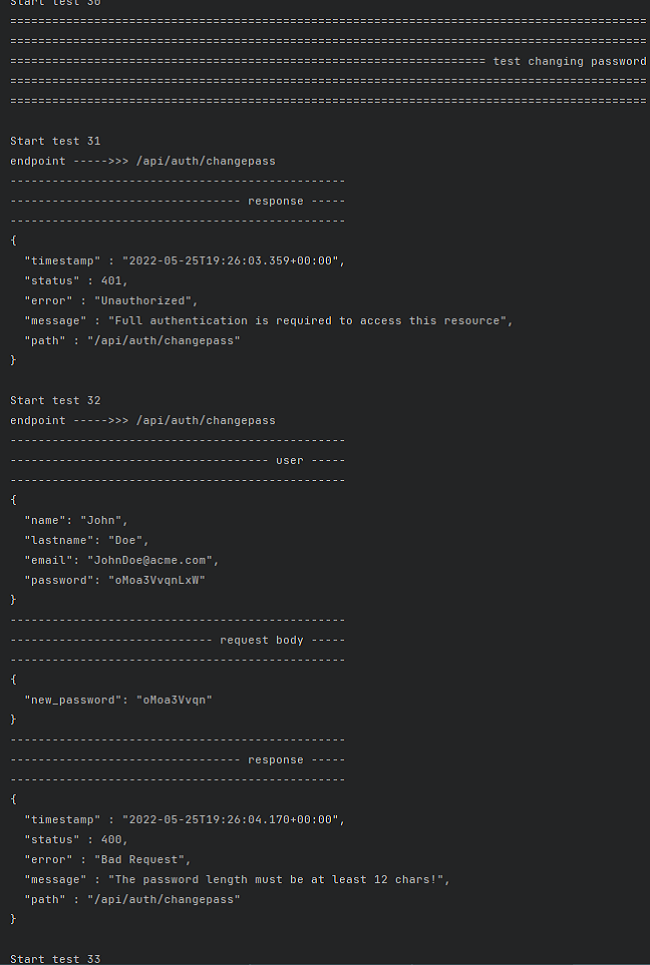 Start test 30
===========================================================================================
===========================================================================================
==================================================================== test changing password
===========================================================================================
===========================================================================================
Start test 31
endpoint ----->>> /api/auth/changepass
------------------------------------------------
--------------------------------- response -----
------------------------------------------------
{
  "timestamp" : "2022-05-25T19:26:03.359+00:00",
  "status" : 401,
  "error" : "Unauthorized",
  "message" : "Full authentication is required to access this resource",
  "path" : "/api/auth/changepass"
}
Start test 32
endpoint ----->>> /api/auth/changepass
------------------------------------------------
------------------------------------- user -----
------------------------------------------------
{
  "name": "John",
  "lastname": "Doe",
  "email": "JohnDoe@acme.com",
  "password": "oMoa3VvqnLxW"
}
------------------------------------------------
----------------------------- request body -----
------------------------------------------------
{
  "new_password": "oMoa3Vvqn"
}
------------------------------------------------
--------------------------------- response -----
------------------------------------------------
{
  "timestamp" : "2022-05-25T19:26:04.170+00:00",
  "status" : 400,
  "error" : "Bad Request",
  "message" : "The password length must be at least 12 chars!",
  "path" : "/api/auth/changepass"
}
Start test 33